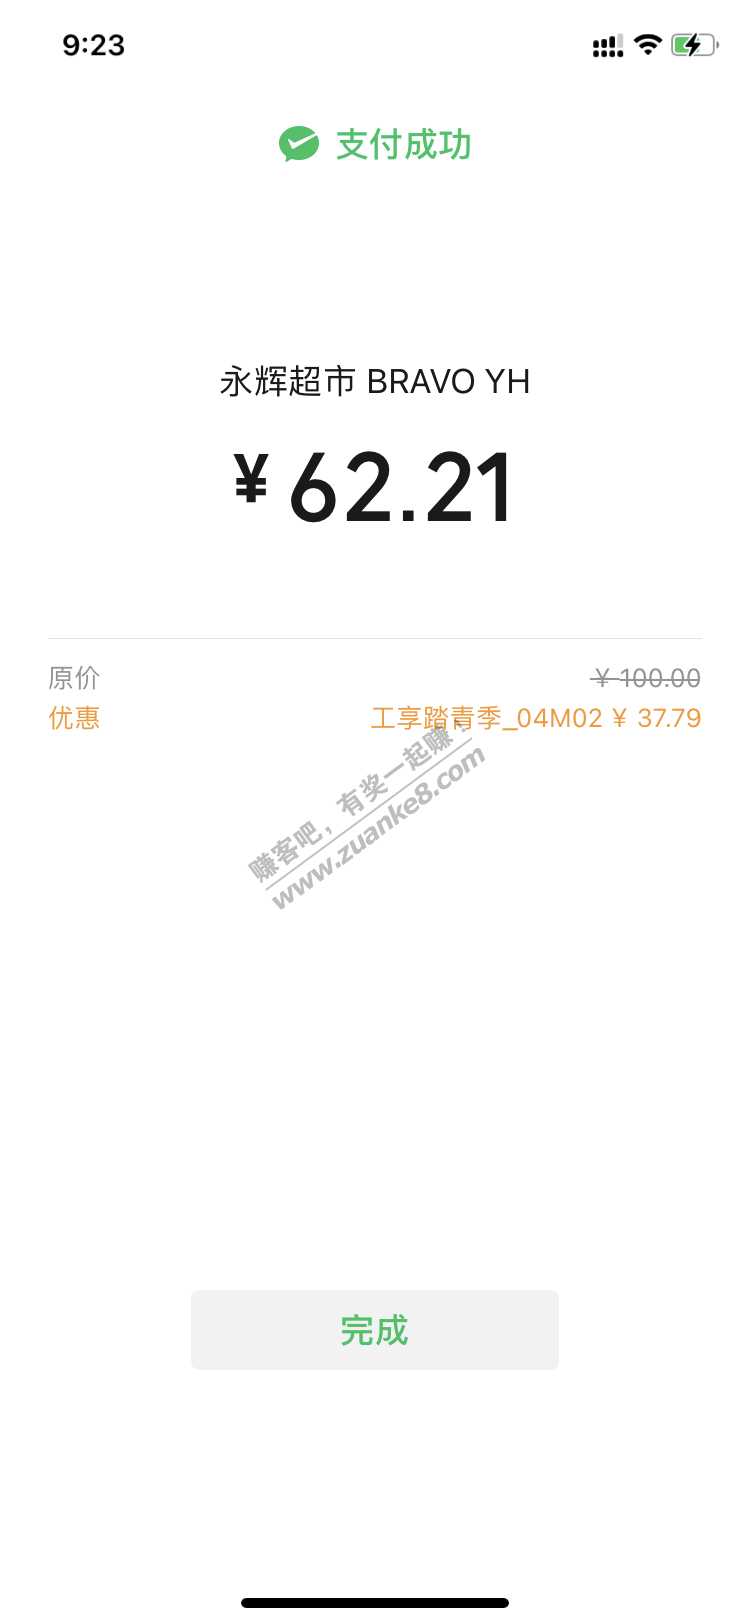 9:23
支付成功
永辉超市 BRAVO YH
¥ 62.21
原价 ¥ 100.00
优惠 工享踏青季_04M02 ¥ 37.79
赚客吧，有奖一起赚！
www.zuanke8.com
完成